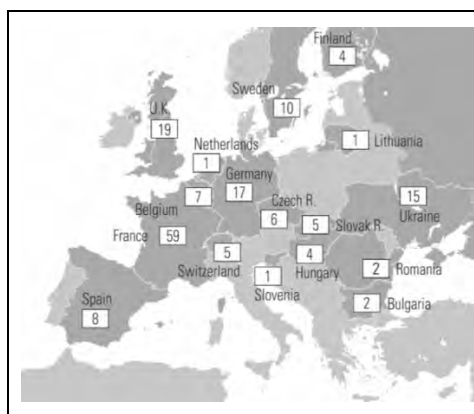 Finland
4
Sweden
10
U.K.
19
Netherlands
1
Lithuania
1
Germany
17
Belgium
7
Czech R.
6
Slovak R.
5
Ukraine
15
France
59
Switzerland
5
Hungary
4
Slovenia
1
Romania
2
Bulgaria
2
Spain
8